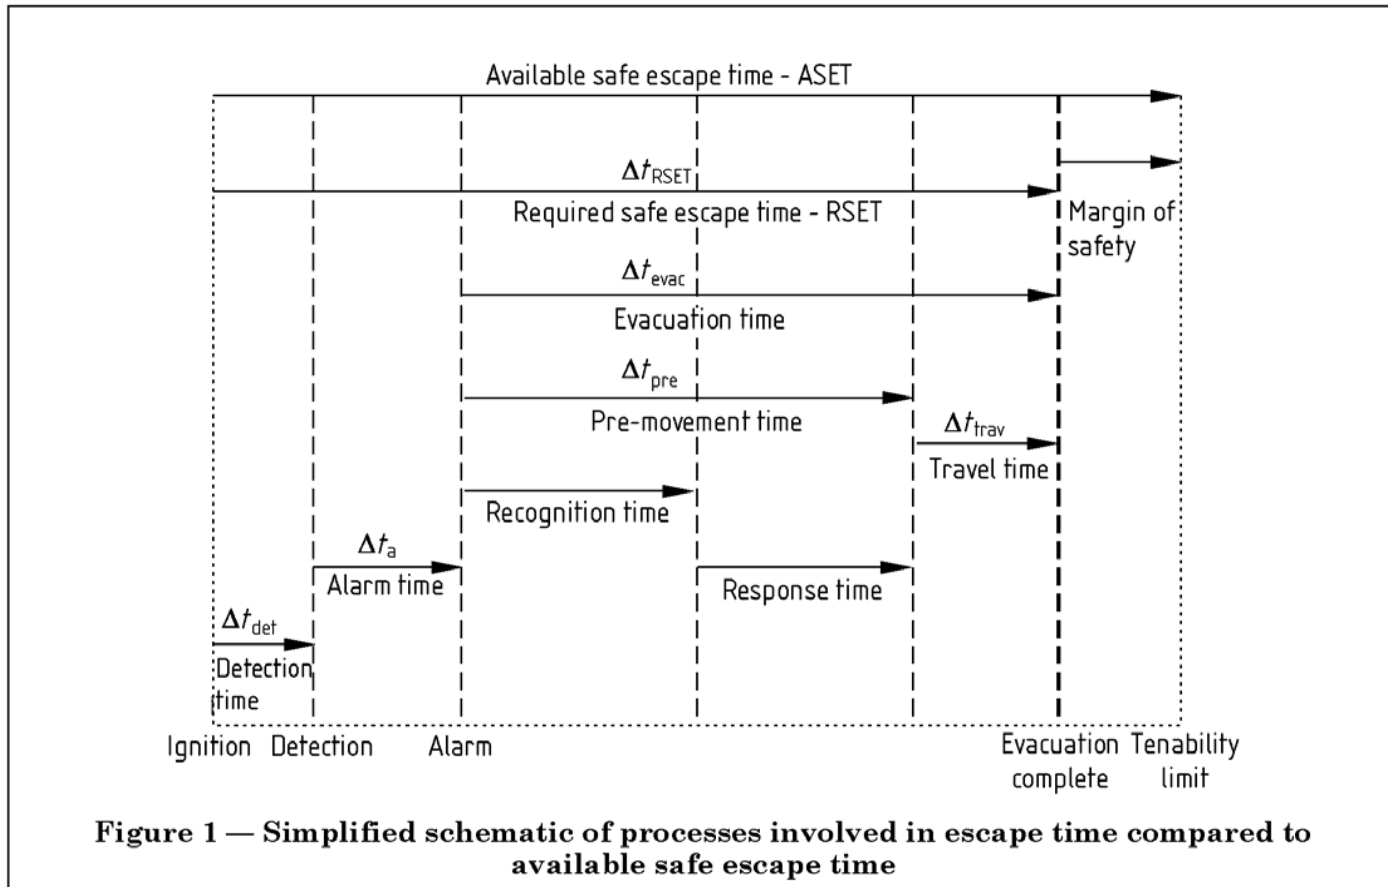 Available safe escape time - ASET
Δt_RSET
Required safe escape time - RSET
Margin of
safety
Δt_evac
Evacuation time
Δt_pre
Pre-movement time
Δt_trav
Travel time
Recognition time
Δt_a
Alarm time
Response time
Δt_det
Detection
time
Ignition Detection Alarm Evacuation Tenability
complete limit
Figure 1 — Simplified schematic of processes involved in escape time compared to
available safe escape time